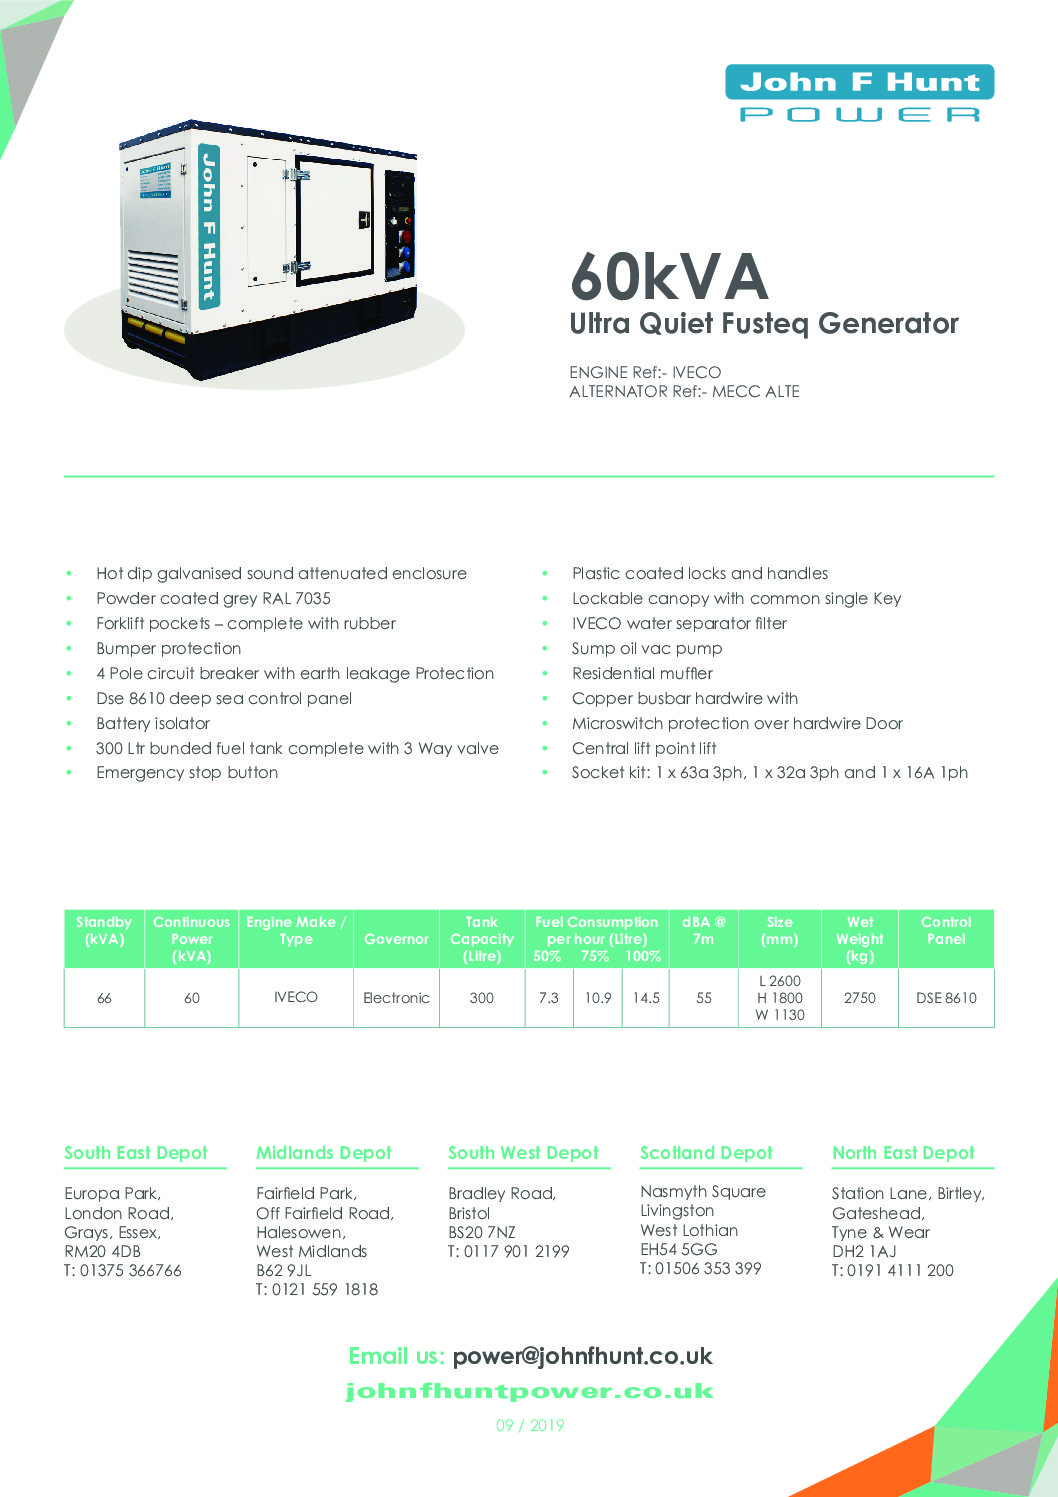 John F Hunt
POWER
John F Hunt
John F Hunt
60kVA
Ultra Quiet Fusteq Generator
ENGINE Ref:- IVECO
ALTERNATOR Ref:- MECC ALTE
• Hot dip galvanised sound attenuated enclosure
• Powder coated grey RAL 7035
• Forklift pockets – complete with rubber
• Bumper protection
• 4 Pole circuit breaker with earth leakage Protection
• Dse 8610 deep sea control panel
• Battery isolator
• 300 Ltr bunded fuel tank complete with 3 Way valve
• Emergency stop button
• Plastic coated locks and handles
• Lockable canopy with common single Key
• IVECO water separator filter
• Sump oil vac pump
• Residential muffler
• Copper busbar hardwire with
• Microswitch protection over hardwire Door
• Central lift point lift
• Socket kit: 1 x 63a 3ph, 1 x 32a 3ph and 1 x 16A 1ph
Standby Continuous Engine Make / Tank Fuel Consumption dBA @ Size Wet Control
(kVA) Power Type Governor Capacity per hour (Litre) 7m (mm) Weight Panel
(kVA) (Litre) 50% 75% 100% (kg)
L 2600
66 60 IVECO Electronic 300 7.3 10.9 14.5 55 H 1800 2750 DSE 8610
W 1130
South East Depot
Europa Park,
London Road,
Grays, Essex,
RM20 4DB
T: 01375 366766
Midlands Depot
Fairfield Park,
Off Fairfield Road,
Halesowen,
West Midlands
B62 9JL
T: 0121 559 1818
South West Depot
Bradley Road,
Bristol
BS20 7NZ
T: 0117 901 2199
Scotland Depot
Nasmyth Square
Livingston
West Lothian
EH54 5GG
T: 01506 353 399
North East Depot
Station Lane, Birtley,
Gateshead,
Tyne & Wear
DH2 1AJ
T: 0191 4111 200
Email us: power@johnfhunt.co.uk
johnfhuntpower.co.uk
09 / 2019